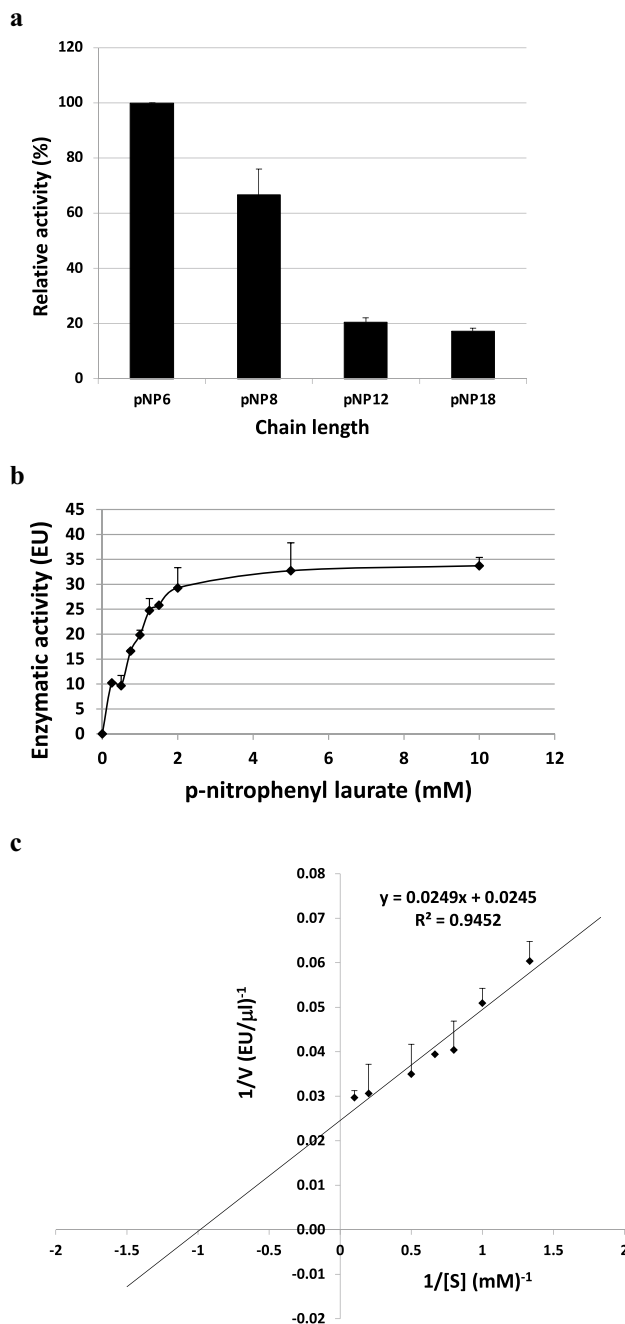 a
120
100
80
60
40
20
0
Relative activity (%)
pNP6 pNP8 pNP12 pNP18
Chain length
b
45
40
35
30
25
20
15
10
5
0
Enzymatic activity (EU)
0 2 4 6 8 10 12
p-nitrophenyl laurate (mM)
c
0.08
0.07
0.06
0.05
0.04
0.03
0.02
0.01
0.00
-0.01
-0.02
y = 0.0249x + 0.0245
R² = 0.9452
1/V (EU/μl)⁻¹
-2 -1.5 -1 -0.5 0 0.5 1 1.5 2
1/[S] (mM)⁻¹